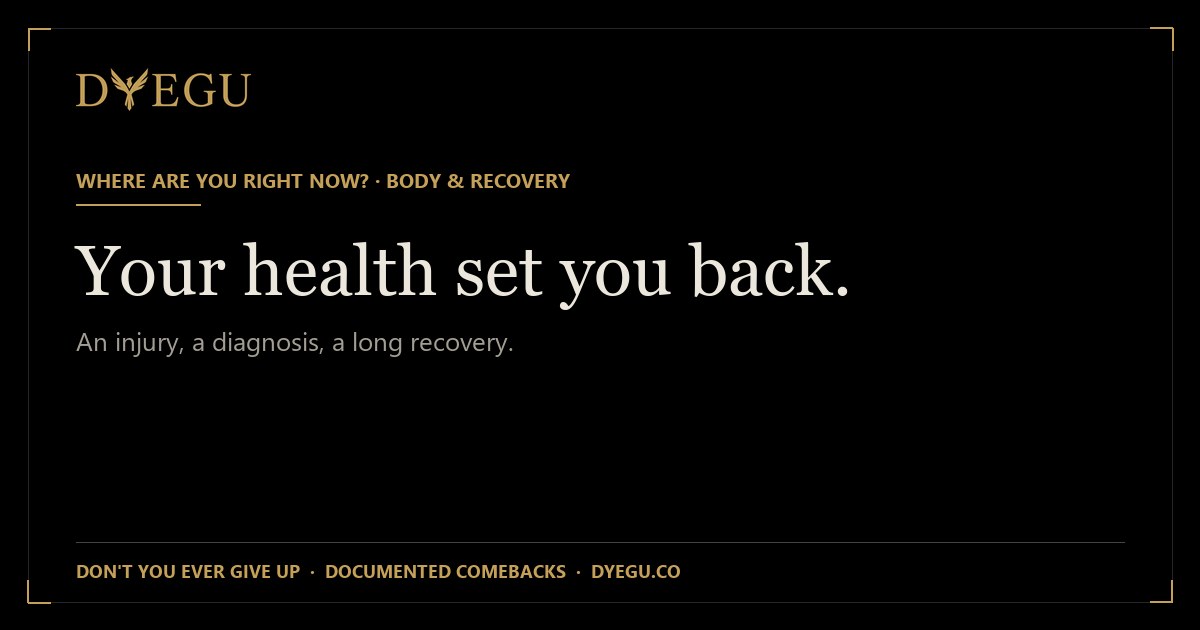 DYEGU
WHERE ARE YOU RIGHT NOW? · BODY & RECOVERY
Your health set you back.
An injury, a diagnosis, a long recovery.
DON'T YOU EVER GIVE UP · DOCUMENTED COMEBACKS · DYEGU.CO